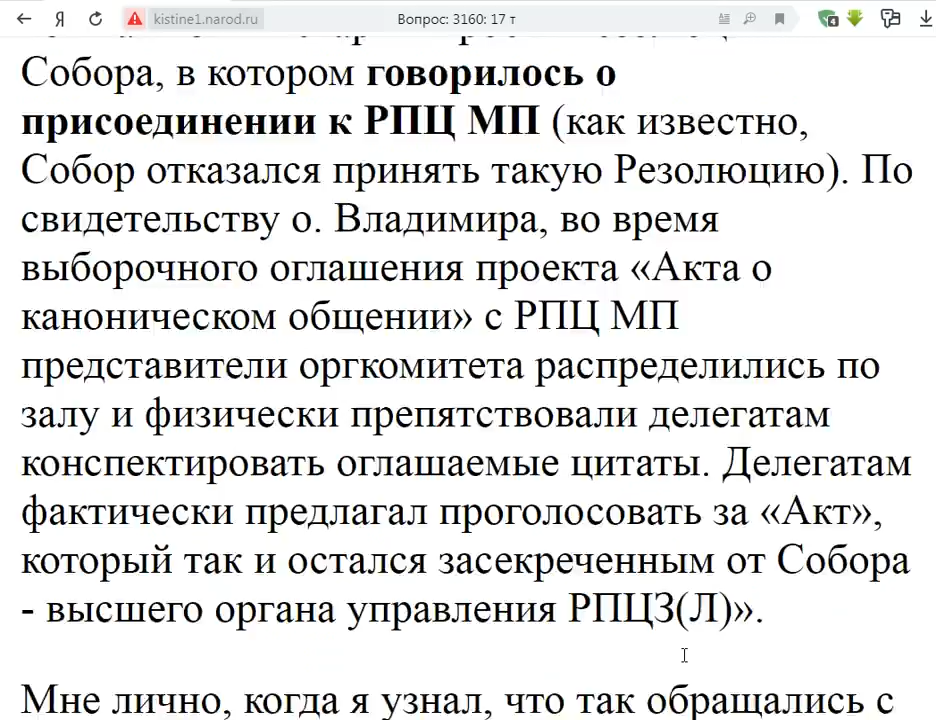 Я
kistine1.narod.ru
Вопрос: 3160: 17 т
4
Собора, в котором говорилось о
присоединении к РПЦ МП (как известно,
Собор отказался принять такую Резолюцию). По
свидетельству о. Владимира, во время
выборочного оглашения проекта «Акта о
каноническом общении» с РПЦ МП
представители оргкомитета распределились по
залу и физически препятствовали делегатам
конспектировать оглашаемые цитаты. Делегатам
фактически предлагал проголосовать за «Акт»,
который так и остался засекреченным от Собора
- высшего органа управления РПЦЗ(Л)».
Мне лично, когда я узнал, что так обращались с